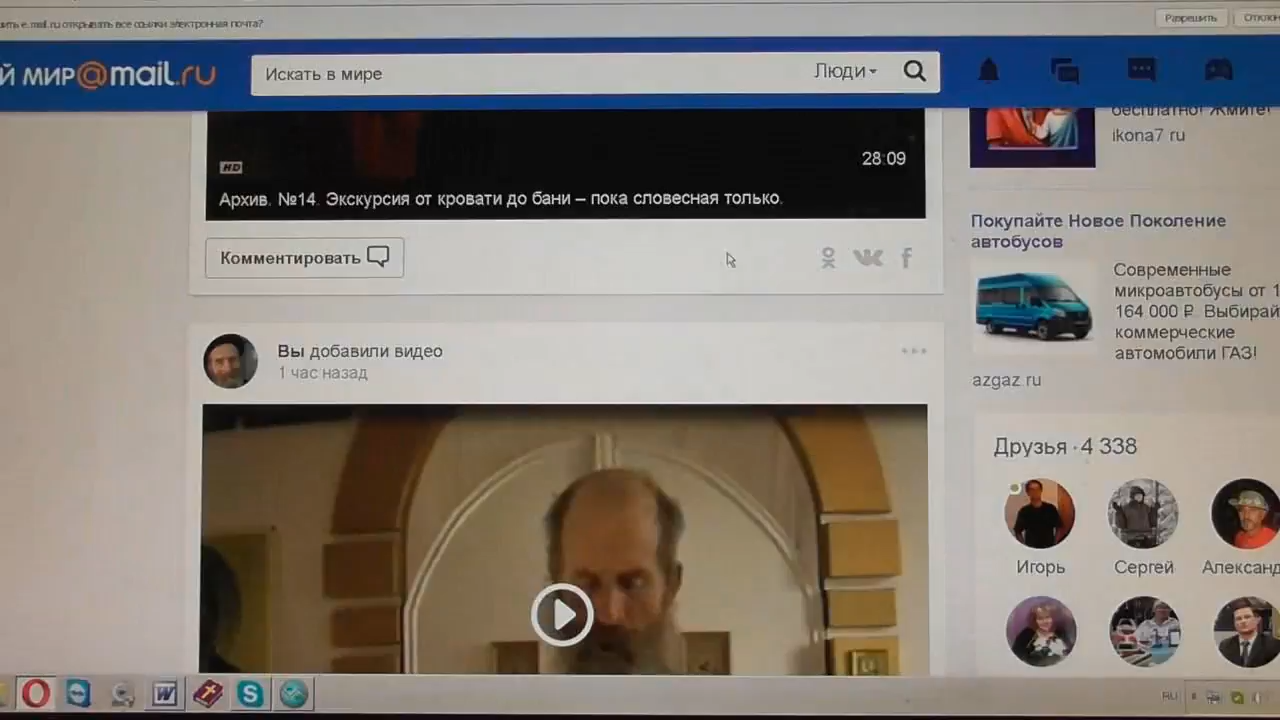 e.mail.ru открывать все ссылки электронная почта?
Разрешить
Й МИР@mail.ru
Искать в мире
Люди
бесплатно! Жмите!
ikona7 ru
HD
28:09
Архив. №14. Экскурсия от кровати до бани – пока словесная только.
Комментировать
Покупайте Новое Поколение
автобусов
Современные
микроавтобусы от 1
164 000 ₽. Выбирай
коммерческие
автомобили ГАЗ!
azgaz.ru
Вы добавили видео
1 час назад
Друзья · 4 338
Игорь
Сергей
Александ
RU